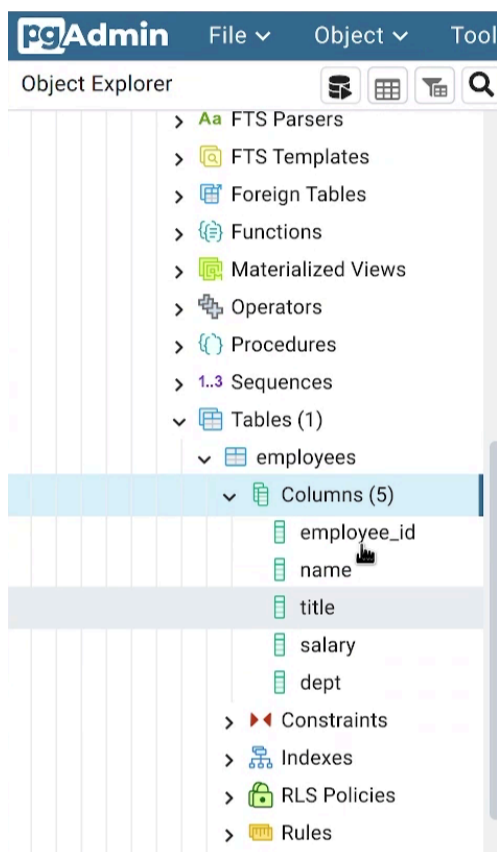 pgAdmin File Object Tool
Object Explorer
Aa FTS Parsers
FTS Templates
Foreign Tables
{} Functions
Materialized Views
Operators
{} Procedures
1..3 Sequences
Tables (1)
employees
Columns (5)
employee_id
name
title
salary
dept
Constraints
Indexes
RLS Policies
Rules